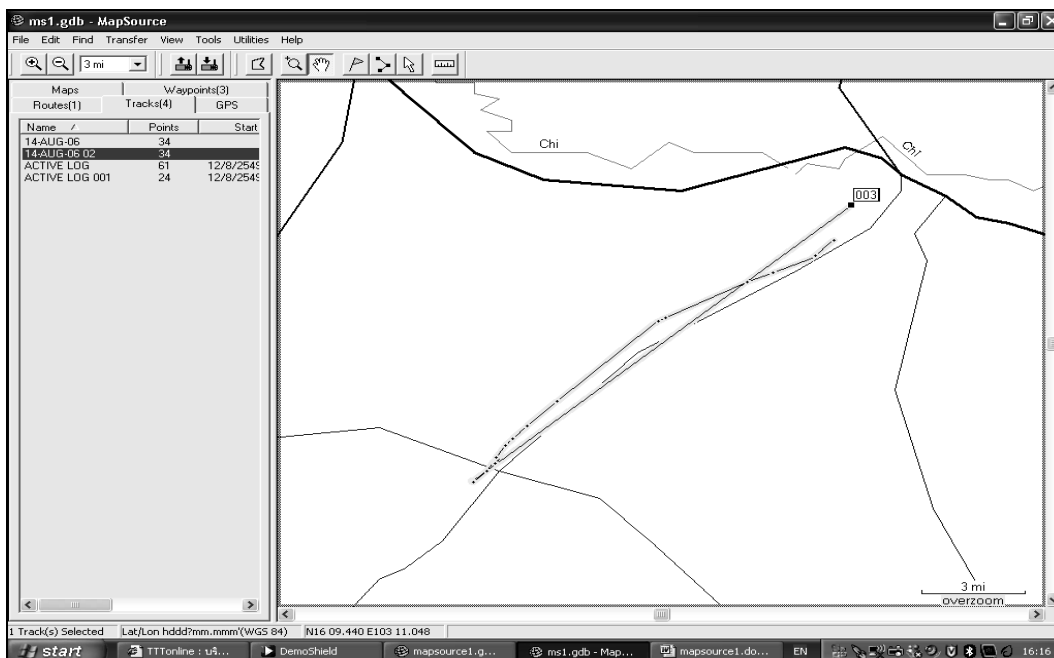 ms1.gdb - MapSource
File Edit Find Transfer View Tools Utilities Help
3 mi
Maps Waypoints(3)
Routes(1) Tracks(4) GPS
Name Points Start
14-AUG-06 34
14-AUG-06 02 34
ACTIVE LOG 61 12/8/2549
ACTIVE LOG 001 24 12/8/2549
Chi
Chi
003
3 mi
overzoom
1 Track(s) Selected Lat/Lon hddd?mm.mmm'(WGS 84) N16 09.440 E103 11.048
start TTTonline : บริ... DemoShield mapsource1.g... ms1.gdb - Map... mapsource1.do... EN 16:16